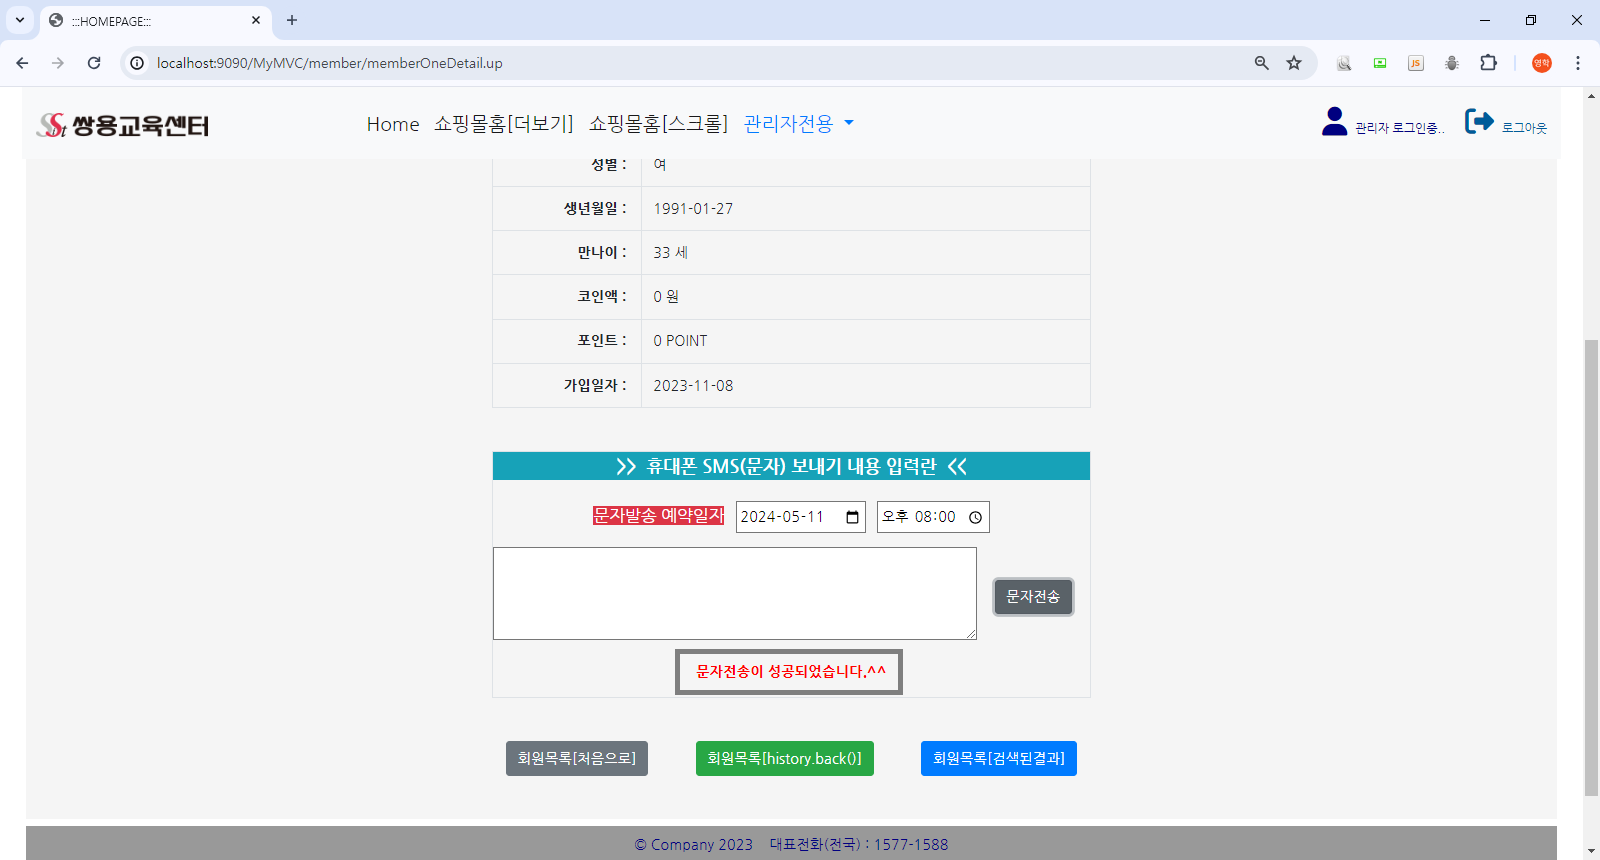 :::HOMEPAGE:::
localhost:9090/MyMVC/member/memberOneDetail.up
JS
영학
SSbt 쌍용교육센터
Home 쇼핑몰홈[더보기] 쇼핑몰홈[스크롤] 관리자전용
관리자 로그인중.. 로그아웃
성별 : 여
생년월일 : 1991-01-27
만나이 : 33 세
코인액 : 0 원
포인트 : 0 POINT
가입일자 : 2023-11-08
>> 휴대폰 SMS(문자) 보내기 내용 입력란 <<
문자발송 예약일자 2024-05-11 오후 08:00
문자전송
문자전송이 성공되었습니다.^^
회원목록[처음으로] 회원목록[history.back()] 회원목록[검색된결과]
© Company 2023 대표전화(전국) : 1577-1588